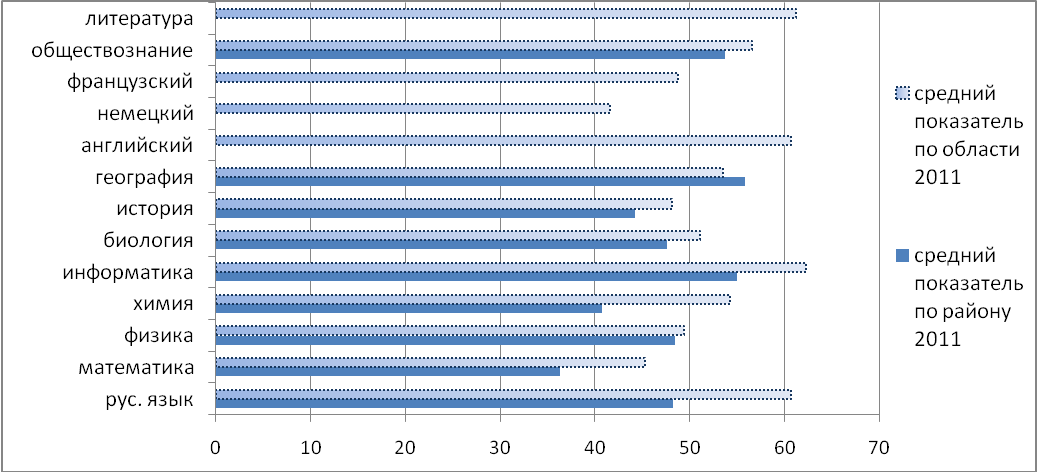 литература
обществознание
французский
немецкий
английский
география
история
биология
информатика
химия
физика
математика
рус. язык
0 10 20 30 40 50 60 70
средний
показатель
по области
2011
средний
показатель
по району
2011